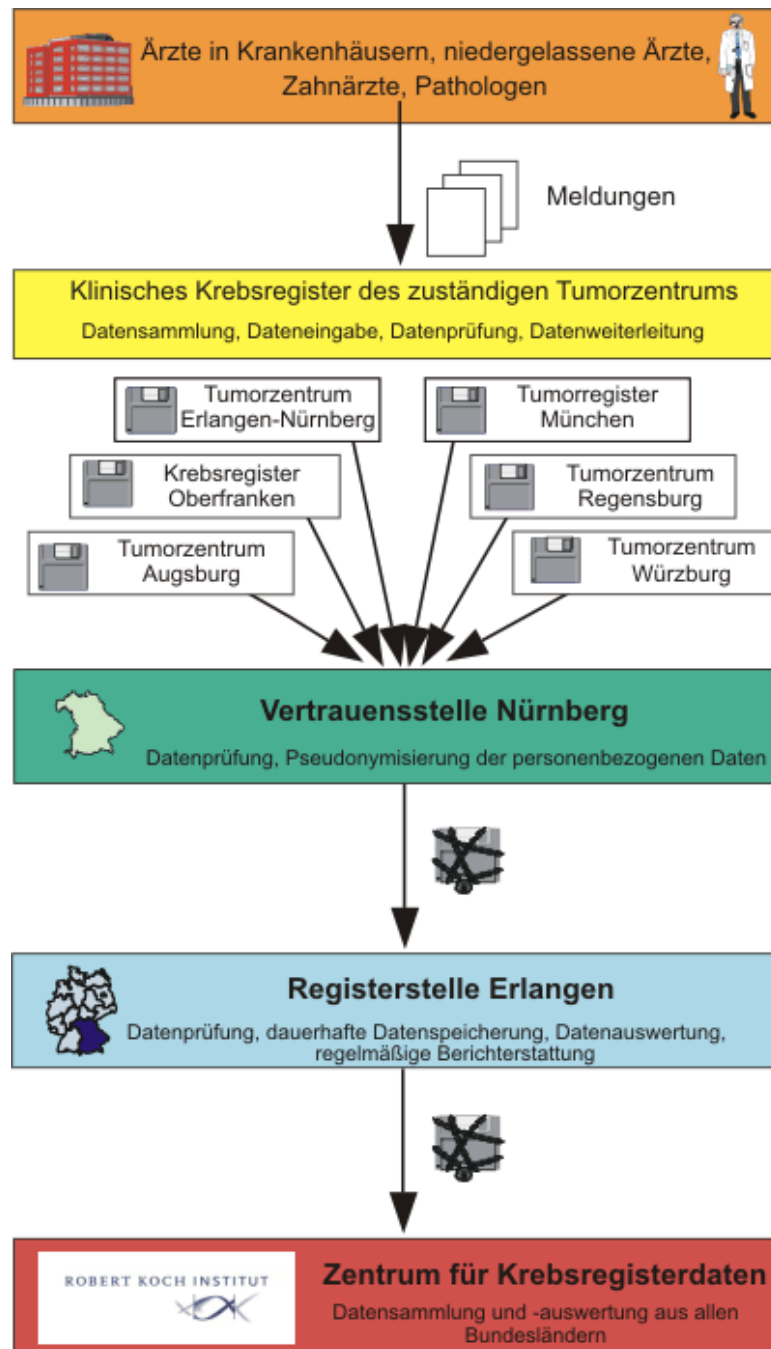 Ärzte in Krankenhäusern, niedergelassene Ärzte,
Zahnärzte, Pathologen
Meldungen
Klinisches Krebsregister des zuständigen Tumorzentrums
Datensammlung, Dateneingabe, Datenprüfung, Datenweiterleitung
Tumorzentrum
Erlangen-Nürnberg
Tumorregister
München
Krebsregister
Oberfranken
Tumorzentrum
Regensburg
Tumorzentrum
Augsburg
Tumorzentrum
Würzburg
Vertrauensstelle Nürnberg
Datenprüfung, Pseudonymisierung der personenbezogenen Daten
Registerstelle Erlangen
Datenprüfung, dauerhafte Datenspeicherung, Datenauswertung,
regelmäßige Berichterstattung
ROBERT KOCH INSTITUT
Zentrum für Krebsregisterdaten
Datensammlung und -auswertung aus allen
Bundesländern